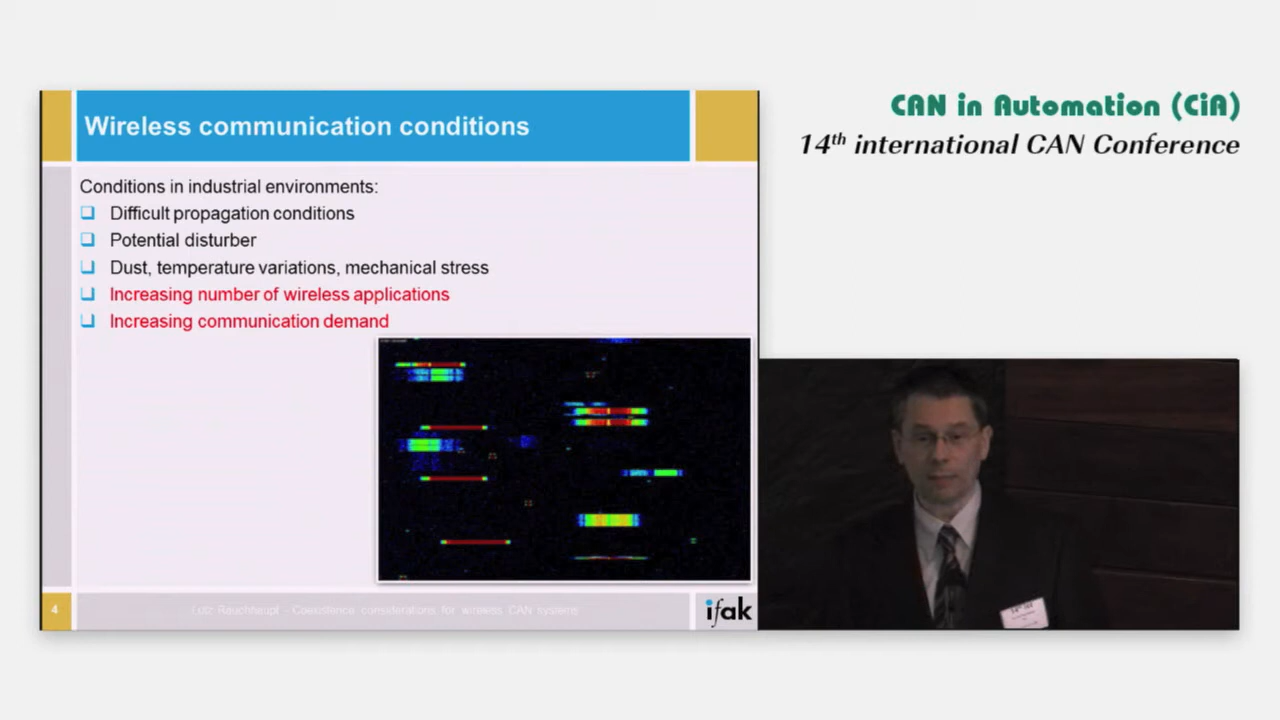 CAN in Automation (CiA)
14th international CAN Conference
Wireless communication conditions
Conditions in industrial environments:
Difficult propagation conditions
Potential disturber
Dust, temperature variations, mechanical stress
Increasing number of wireless applications
Increasing communication demand
4
Lutz Rauchhaupt - Coexistence considerations for wireless CAN systems
ifak